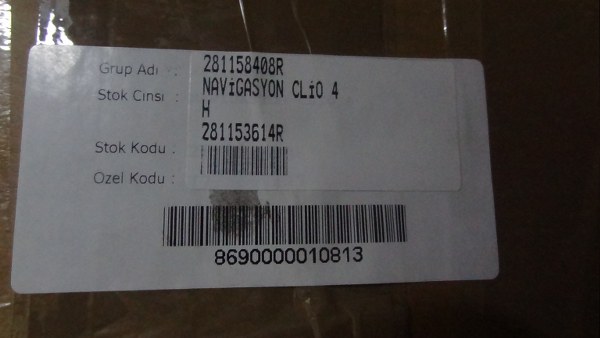 Grup Adı : 281158408R
Stok Cinsi : NAVİGASYON CLİO 4
H
281153614R
Stok Kodu :
Özel Kodu :
8690000010813